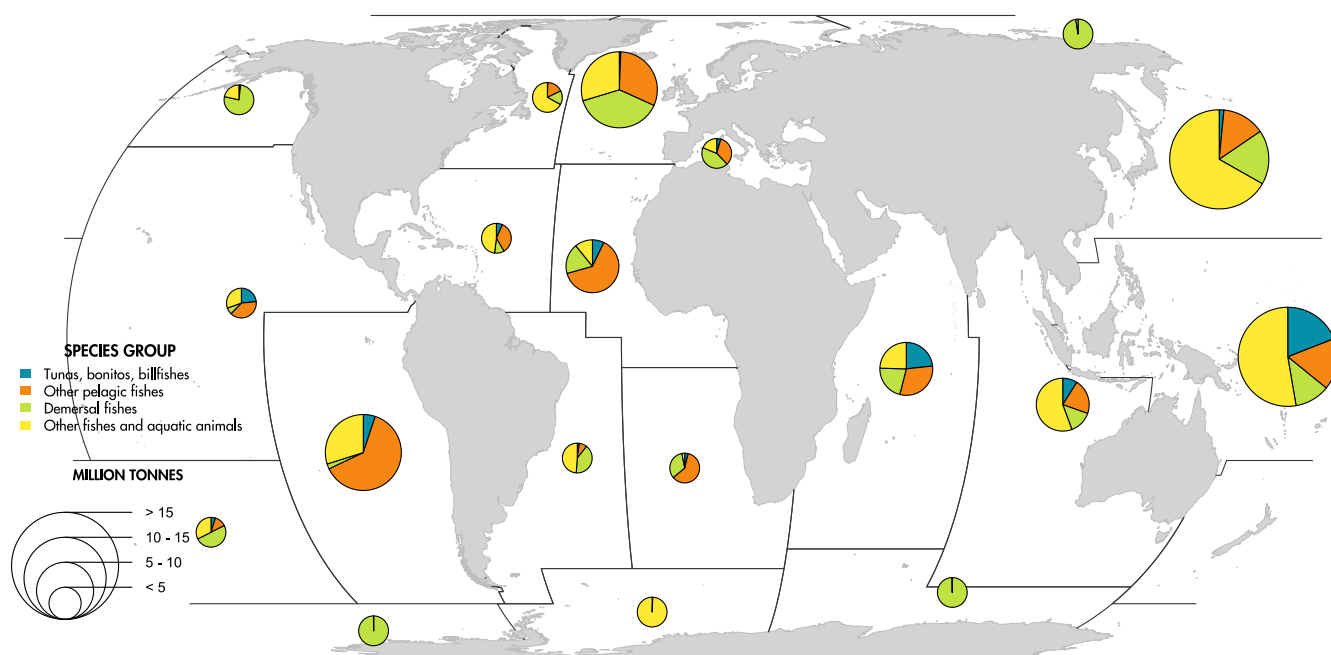 SPECIES GROUP
Tunas, bonitos, billfishes
Other pelagic fishes
Demersal fishes
Other fishes and aquatic animals
MILLION TONNES
> 15
10 - 15
5 - 10
< 5